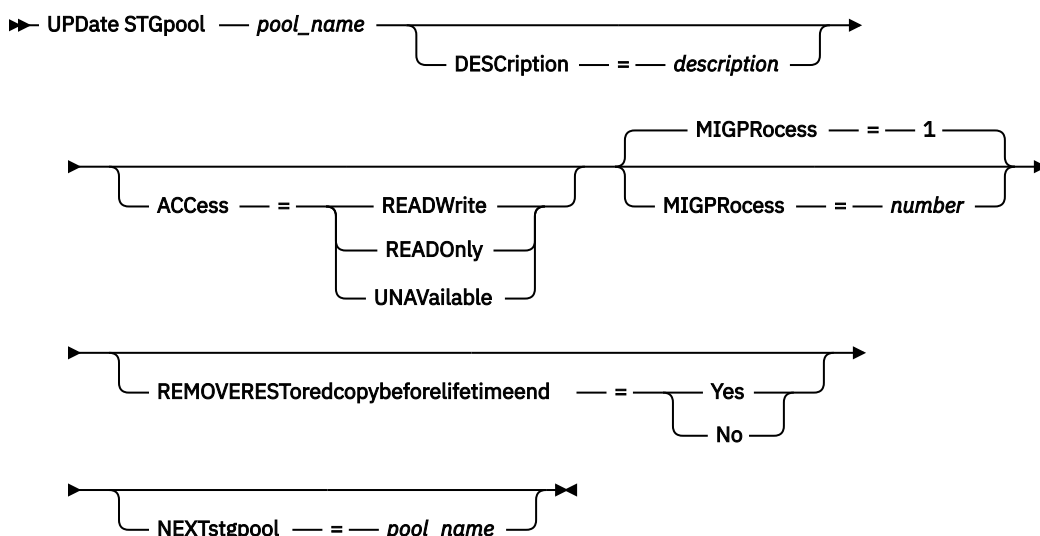 UPDate STGpool — pool_name
DESCription — = — description
MIGPRocess — = — 1
ACCess — = — READWrite
MIGPRocess — = — number
READOnly
UNAVailable
REMOVERESToredcopybeforelifetimeend — = — Yes
No
NEXTstgpool — = — pool_name